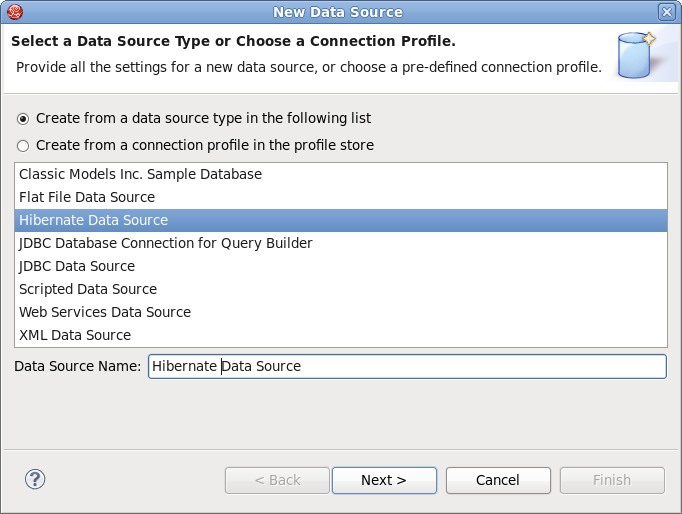 New Data Source
Select a Data Source Type or Choose a Connection Profile.
Provide all the settings for a new data source, or choose a pre-defined connection profile.
Create from a data source type in the following list
Create from a connection profile in the profile store
Classic Models Inc. Sample Database
Flat File Data Source
Hibernate Data Source
JDBC Database Connection for Query Builder
JDBC Data Source
Scripted Data Source
Web Services Data Source
XML Data Source
Data Source Name: Hibernate Data Source
? < Back Next > Cancel Finish